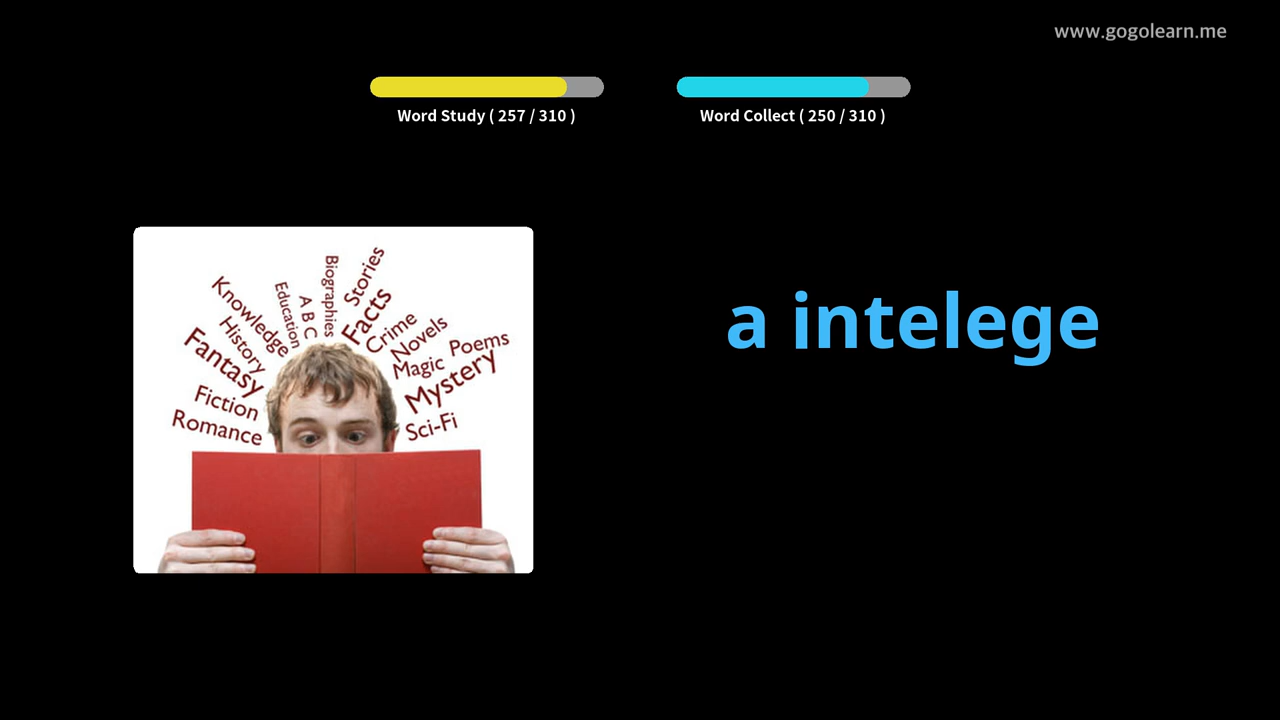 www.gogolearn.me
Word Study ( 257 / 310 )
Word Collect ( 250 / 310 )
Biographies
Stories
Knowledge
Education
A B C
Facts
Crime
History
Novels
Poems
Fantasy
Magic
Mystery
Fiction
Sci-Fi
Romance
a intelege